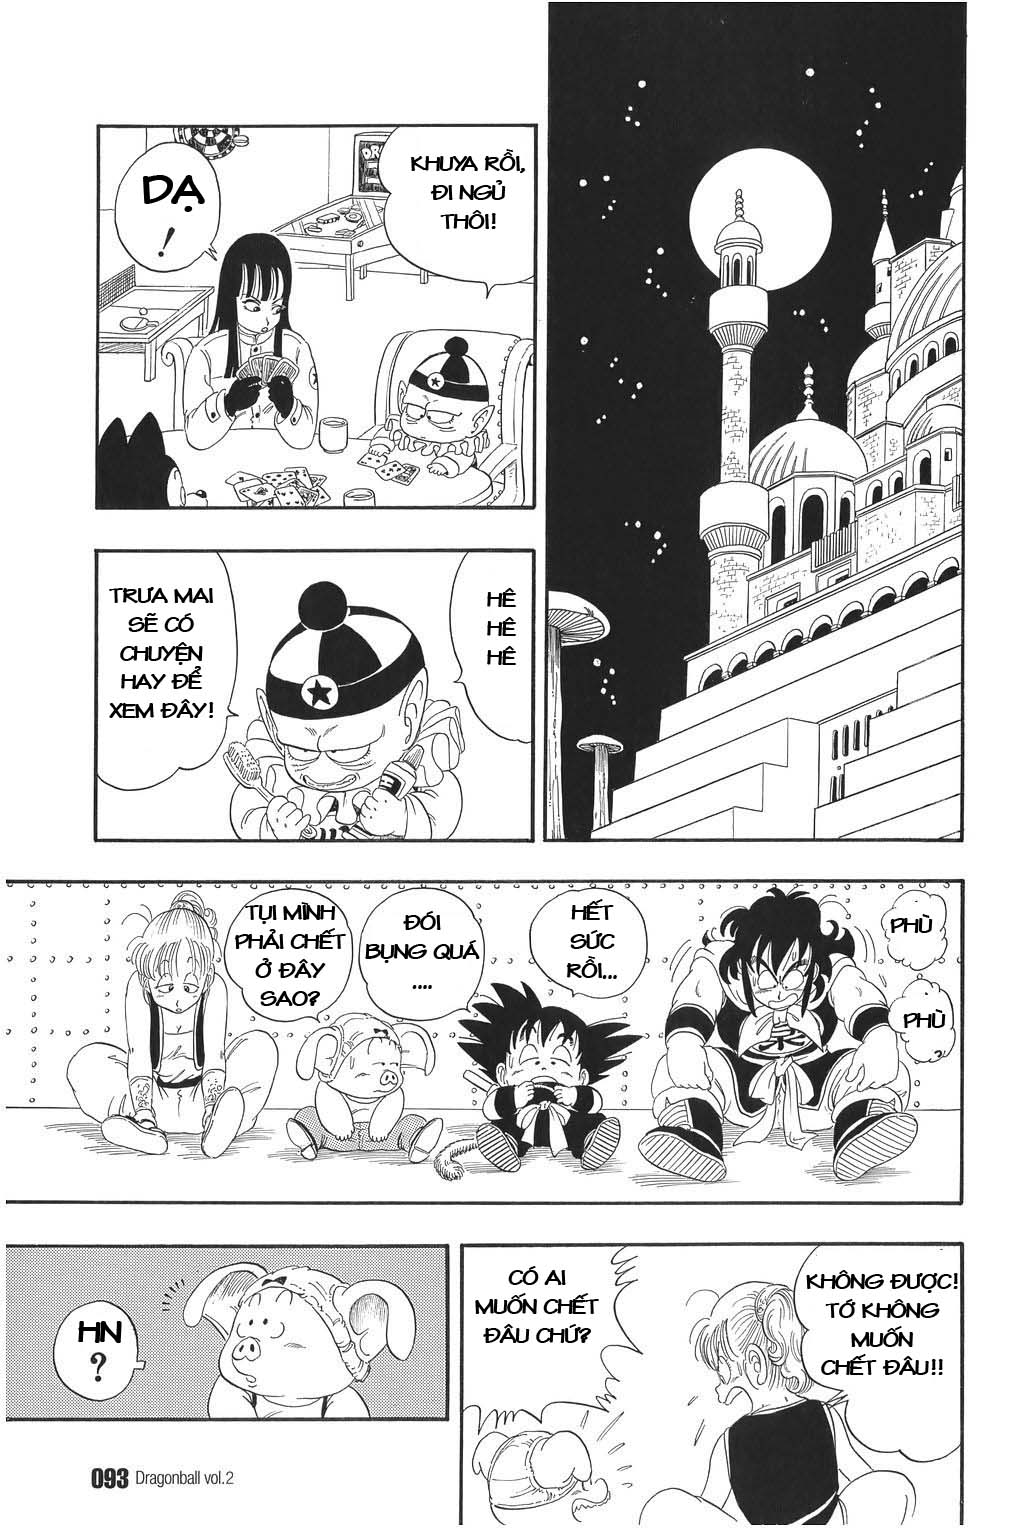 KHUYA RỒI,
ĐI NGỦ
THÔI!
DẠ
!
HÊ
HÊ
HÊ
TRƯA MAI
SẼ CÓ
CHUYỆN
HAY ĐỂ
XEM ĐÂY!
PHÙ
PHÙ
HẾT
SỨC
RỒI...
ĐÓI
BỤNG QUÁ
....
TỤI MÌNH
PHẢI CHẾT
Ở ĐÂY
SAO?
KHÔNG ĐƯỢC!
TỚ KHÔNG
MUỐN
CHẾT ĐÂU!!
CÓ AI
MUỐN CHẾT
ĐÂU CHỨ?
HN
?
093 Dragonball vol.2